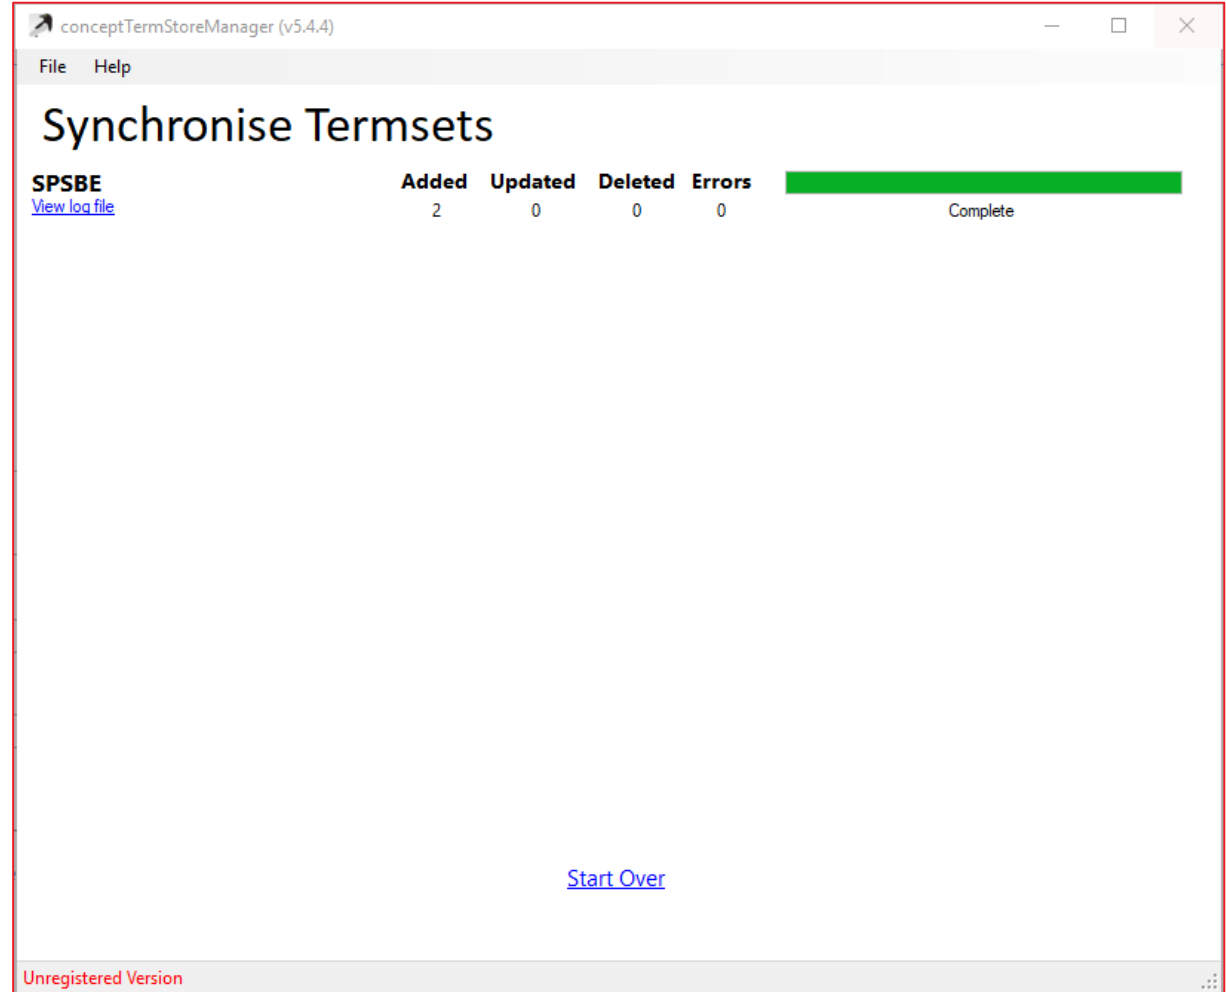 conceptTermStoreManager (v5.4.4)
File Help
Synchronise Termsets
SPSBE Added Updated Deleted Errors
View log file 2 0 0 0 Complete
Start Over
Unregistered Version